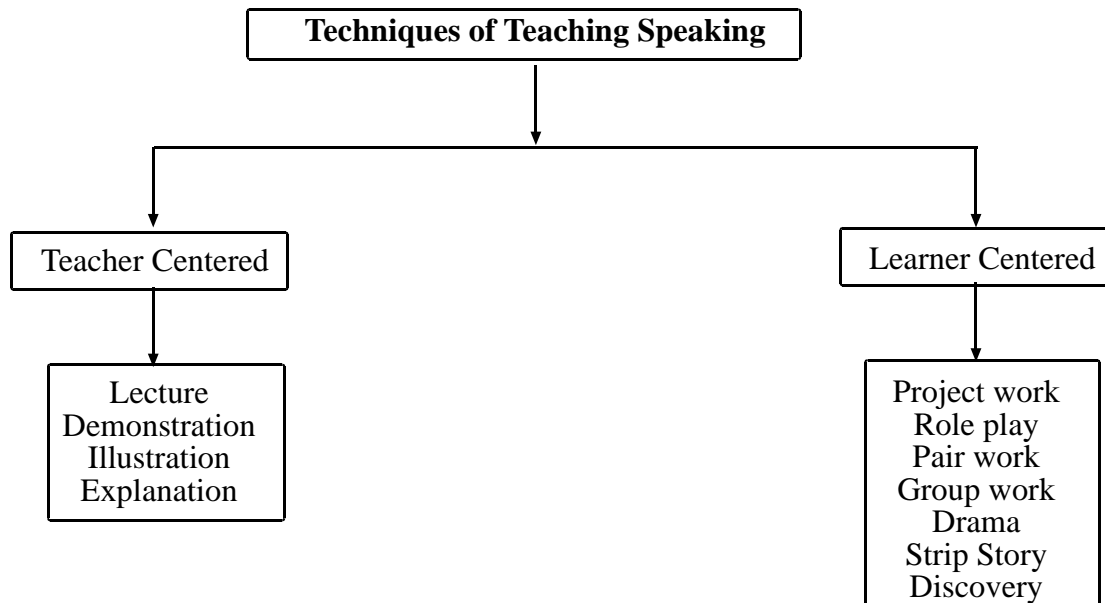 Techniques of Teaching Speaking
Teacher Centered
Learner Centered
Lecture
Demonstration
Illustration
Explanation
Project work
Role play
Pair work
Group work
Drama
Strip Story
Discovery